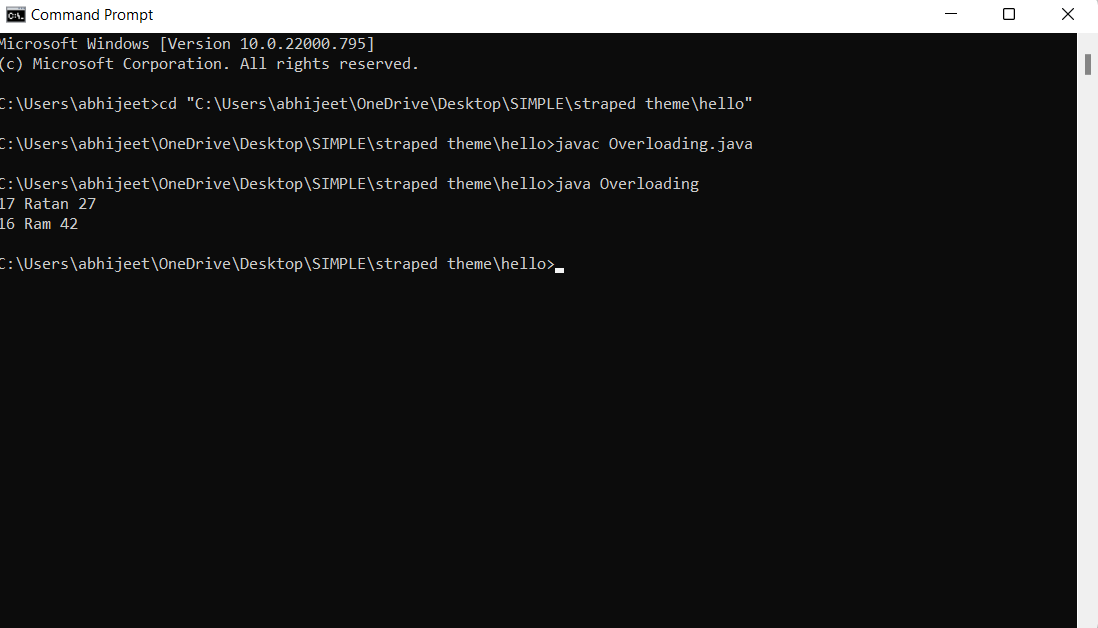 Command Prompt
Microsoft Windows [Version 10.0.22000.795]
(c) Microsoft Corporation. All rights reserved.
C:\Users\abhijeet>cd "C:\Users\abhijeet\OneDrive\Desktop\SIMPLE\straped theme\hello"
C:\Users\abhijeet\OneDrive\Desktop\SIMPLE\straped theme\hello>javac Overloading.java
C:\Users\abhijeet\OneDrive\Desktop\SIMPLE\straped theme\hello>java Overloading
17 Ratan 27
16 Ram 42
C:\Users\abhijeet\OneDrive\Desktop\SIMPLE\straped theme\hello>